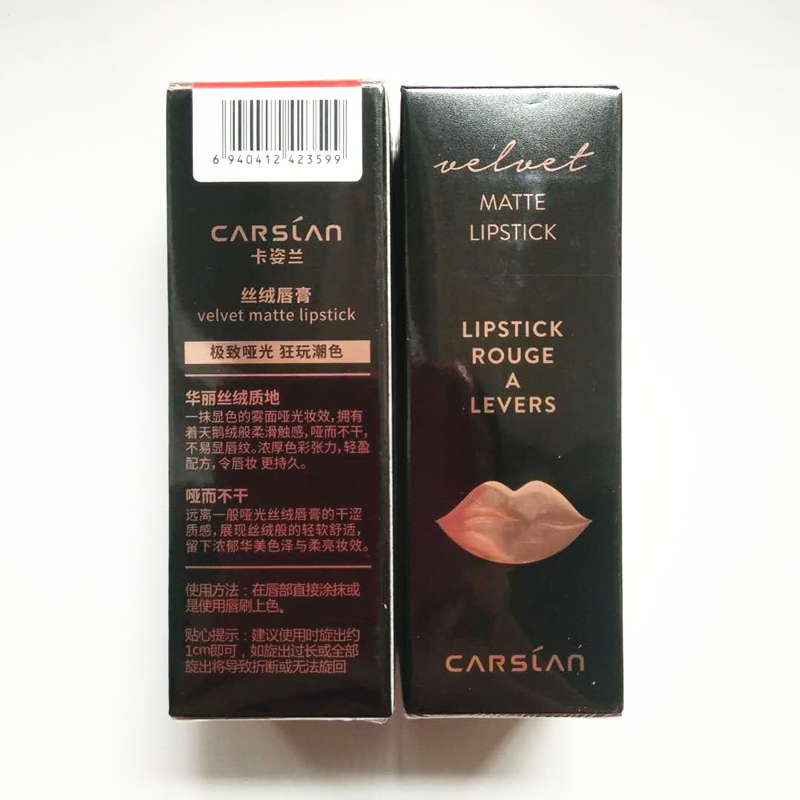 6 940412 423599
CARSLAN
卡姿兰
丝绒唇膏
velvet matte lipstick
极致哑光 狂玩潮色
华丽丝绒质地
一抹显色的雾面哑光妆效，拥有
着天鹅绒般柔滑触感，哑而不干，
不易显唇纹。浓厚色彩张力，轻盈
配方，令唇妆 更持久。
哑而不干
远离一般哑光丝绒唇膏的干涩
质感，展现丝绒般的轻软舒适，
留下浓郁华美色泽与柔亮妆效。
使用方法：在唇部直接涂抹或
是使用唇刷上色。
贴心提示：建议使用时旋出约
1cm即可，如旋出过长或全部
旋出将导致折断或无法旋回
velvet
MATTE
LIPSTICK
LIPSTICK
ROUGE
A
LEVERS
CARSLAN